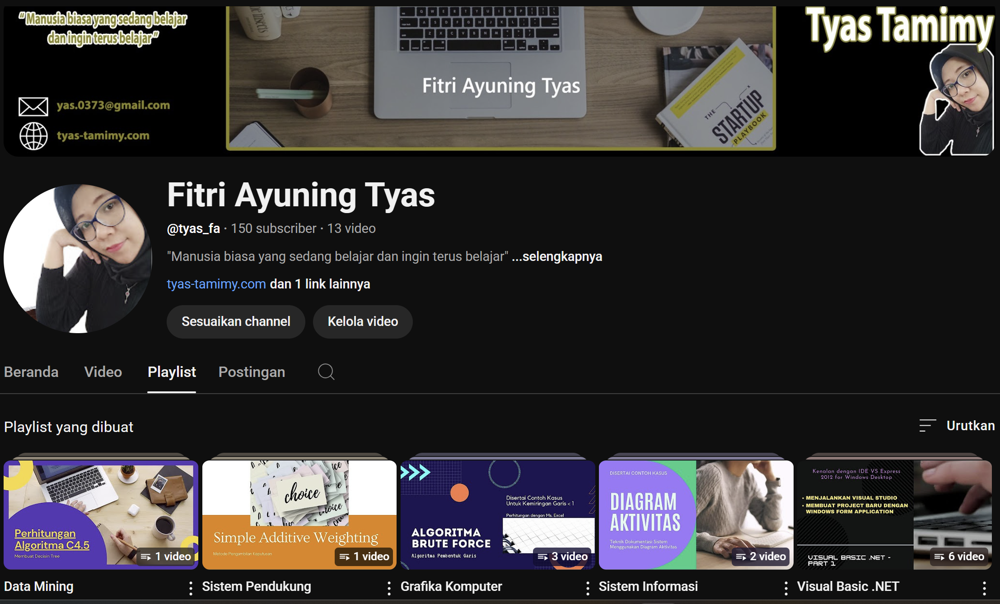 “ Manusia biasa yang sedang belajar
dan ingin terus belajar ”
yas.0373@gmail.com
tyas-tamimy.com
Fitri Ayuning Tyas
THE
STARTUP
PLAYBOOK
Tyas Tamimy
Fitri Ayuning Tyas
@tyas_fa · 150 subscriber · 13 video
"Manusia biasa yang sedang belajar dan ingin terus belajar" ...selengkapnya
tyas-tamimy.com dan 1 link lainnya
Sesuaikan channel
Kelola video
Beranda
Video
Playlist
Postingan
Playlist yang dibuat
Urutkan
Perhitungan
Algoritma C4.5
Membuat Decisin Tree
1 video
Data Mining
choice
choice
Simple Additive Weighting
Metode Pengambilan Keputusan
1 video
Sistem Pendukung
Disertai Contoh Kasus
Untuk Kemiringan Garis < 1
Perhitungan dengan Ms. Excel
ALGORITMA
BRUTE FORCE
Algoritma Pembentuk Garis
3 video
Grafika Komputer
DISERTAI CONTOH KASUS
DIAGRAM
AKTIVITAS
Teknik Dokumentasi Sistem
Menggunakan Diagram Aktivitas
2 video
Sistem Informasi
Kenalan dengan IDE VS Express
2012 for Windows Desktop
• MENJALANKAN VISUAL STUDIO
• MEMBUAT PROJECT BARU DENGAN
WINDOWS FORM APPLICATION
VISUAL BASIC .NET -
PART 1
6 video
Visual Basic .NET